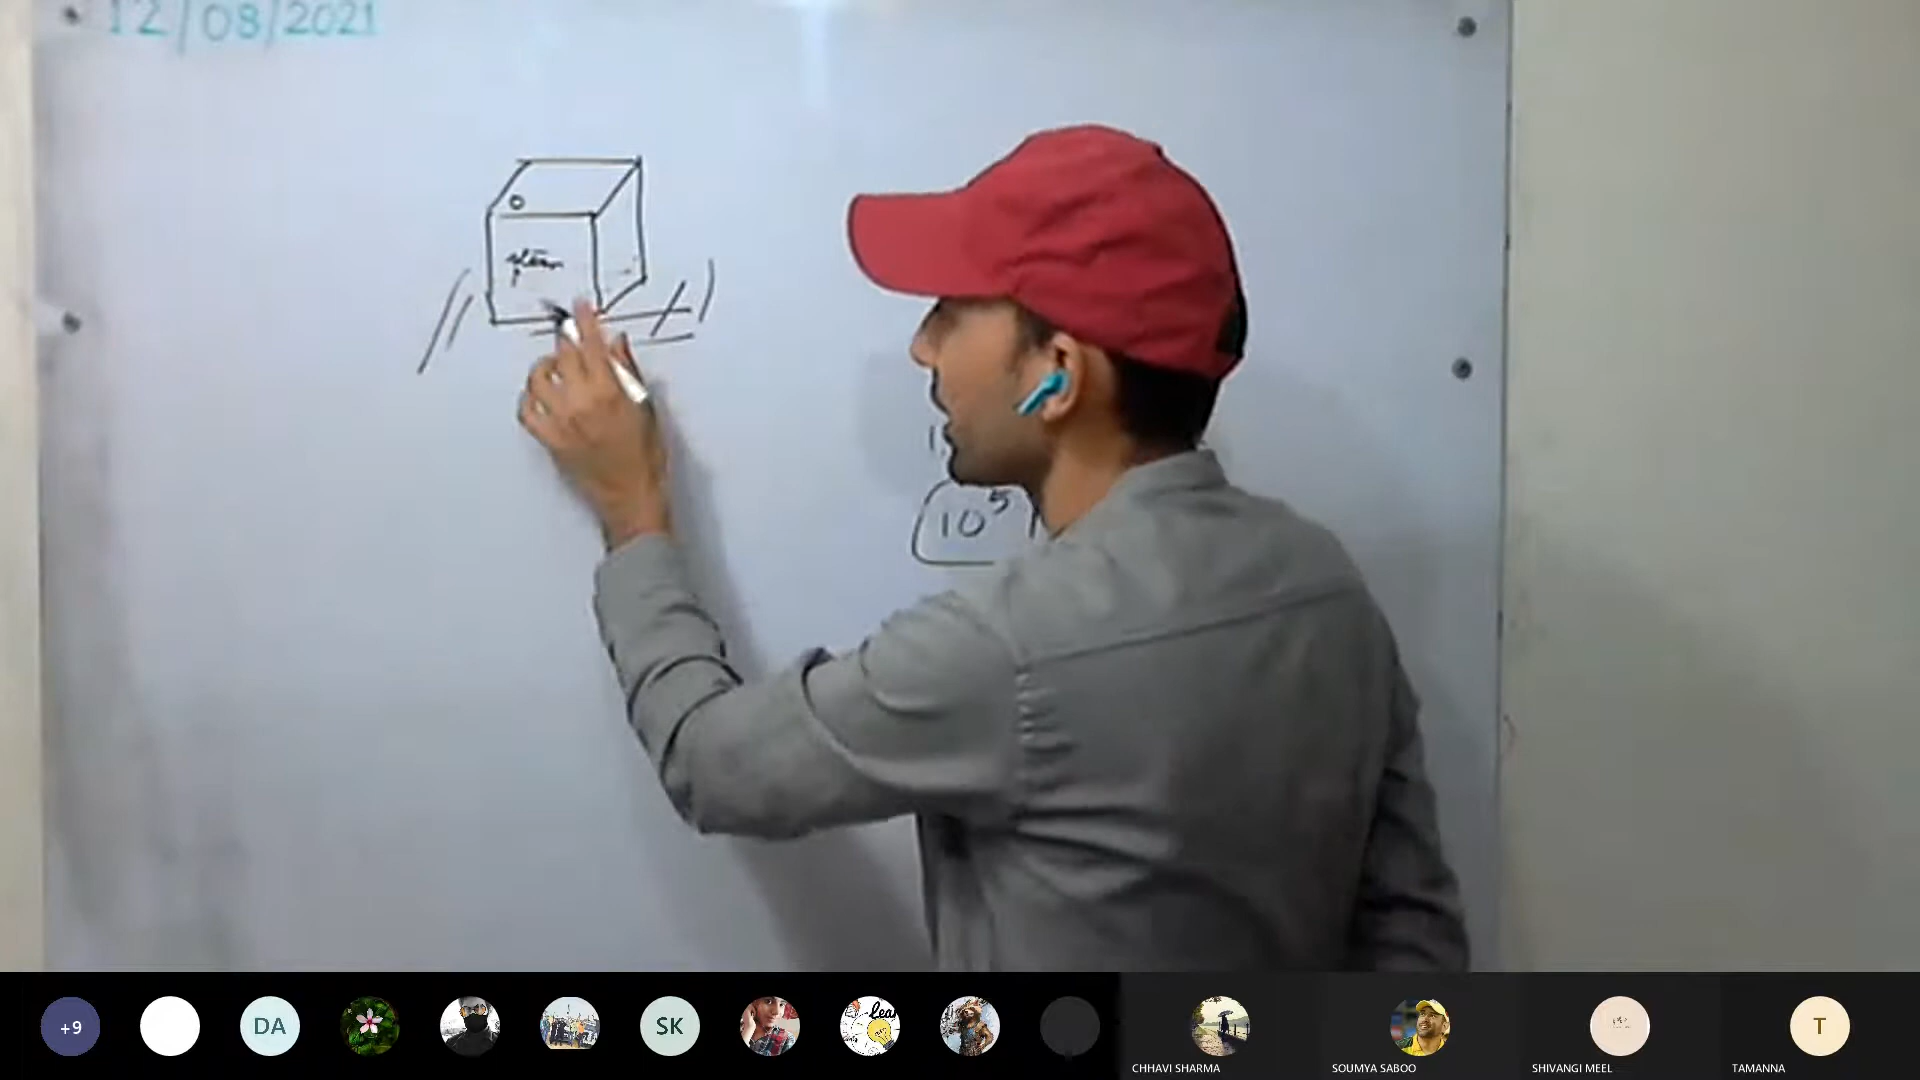 12/08/2021
10⁵
+9
DA
SK
CHHAVI SHARMA
SOUMYA SABOO
SHIVANGI MEEL
T
TAMANNA